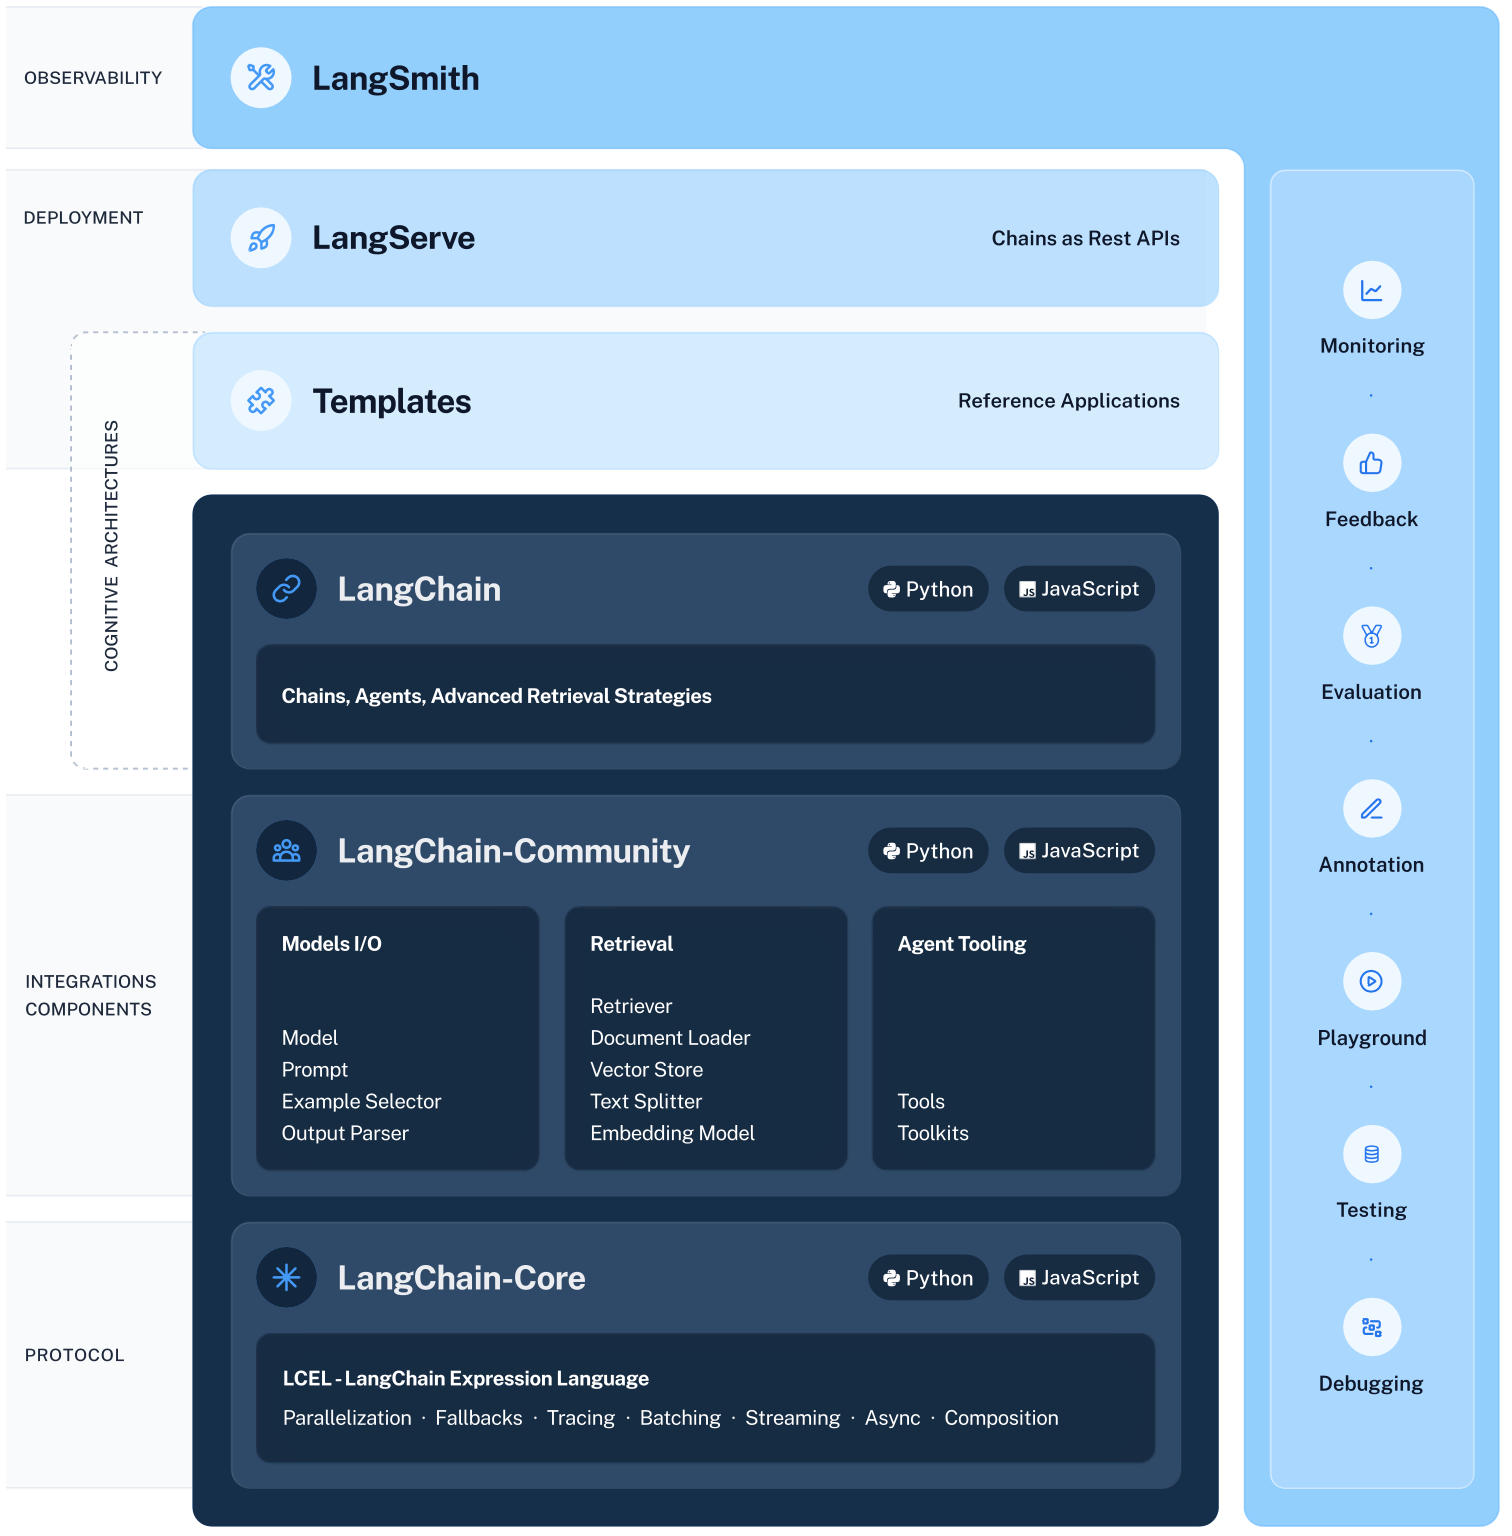 OBSERVABILITY
LangSmith
DEPLOYMENT
LangServe
Chains as Rest APIs
Templates
Reference Applications
COGNITIVE ARCHITECTURES
LangChain
Python
JavaScript
Chains, Agents, Advanced Retrieval Strategies
INTEGRATIONS
COMPONENTS
LangChain-Community
Python
JavaScript
Models I/O
Model
Prompt
Example Selector
Output Parser
Retrieval
Retriever
Document Loader
Vector Store
Text Splitter
Embedding Model
Agent Tooling
Tools
Toolkits
PROTOCOL
LangChain-Core
Python
JavaScript
LCEL - LangChain Expression Language
Parallelization · Fallbacks · Tracing · Batching · Streaming · Async · Composition
Monitoring
·
Feedback
·
Evaluation
·
Annotation
·
Playground
·
Testing
·
Debugging